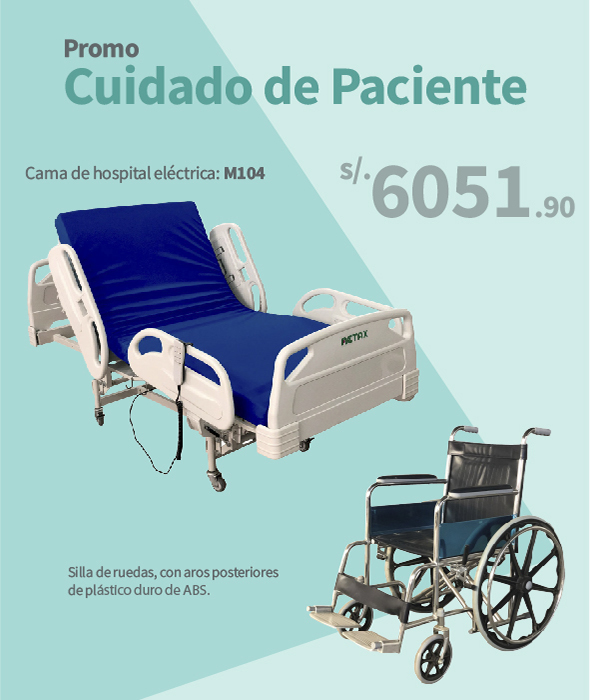 Promo
Cuidado de Paciente
Cama de hospital eléctrica: M104
s/.6051.90
METAX
Silla de ruedas, con aros posteriores
de plástico duro de ABS.